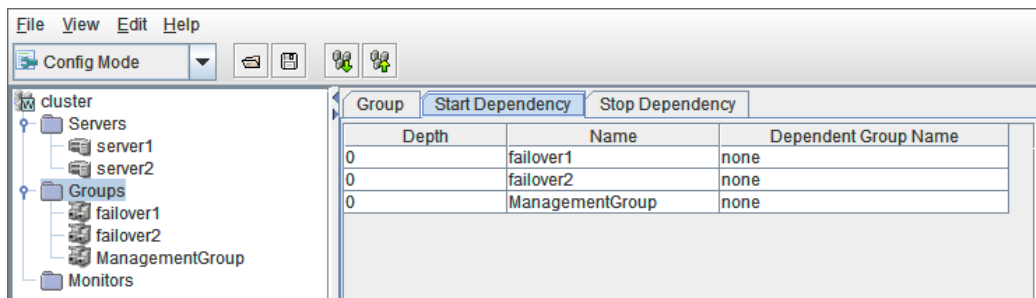 File View Edit Help
Config Mode
cluster
Servers
server1
server2
Groups
failover1
failover2
ManagementGroup
Monitors
Group Start Dependency Stop Dependency
Depth Name Dependent Group Name
0 failover1 none
0 failover2 none
0 ManagementGroup none